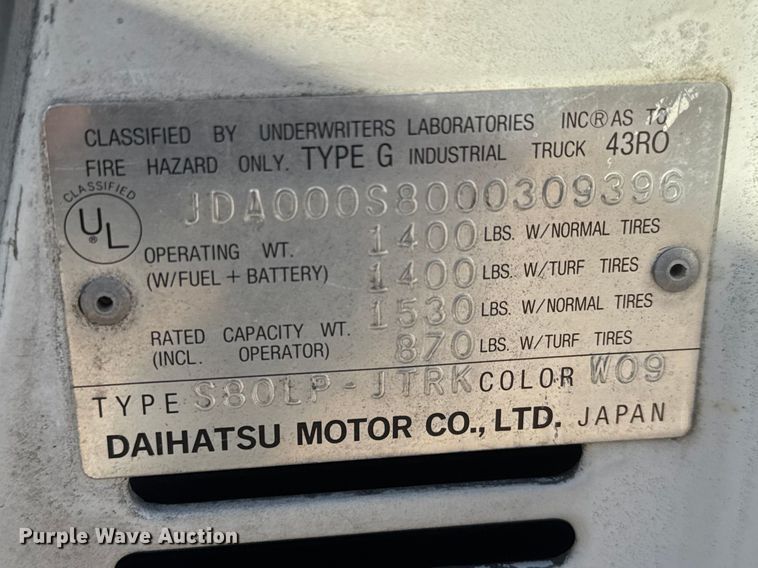 CLASSIFIED BY UNDERWRITERS LABORATORIES INC® AS TO
FIRE HAZARD ONLY. TYPE G INDUSTRIAL TRUCK 43RO
CLASSIFIED
UL®
JDA000S8000309396
OPERATING WT. 1400 LBS. W/NORMAL TIRES
(W/FUEL + BATTERY) 1400 LBS. W/TURF TIRES
RATED CAPACITY WT. 1530 LBS. W/NORMAL TIRES
(INCL. OPERATOR) 870 LBS. W/TURF TIRES
TYPE S80LP-JTRK COLOR W09
DAIHATSU MOTOR CO., LTD. JAPAN
Purple Wave Auction